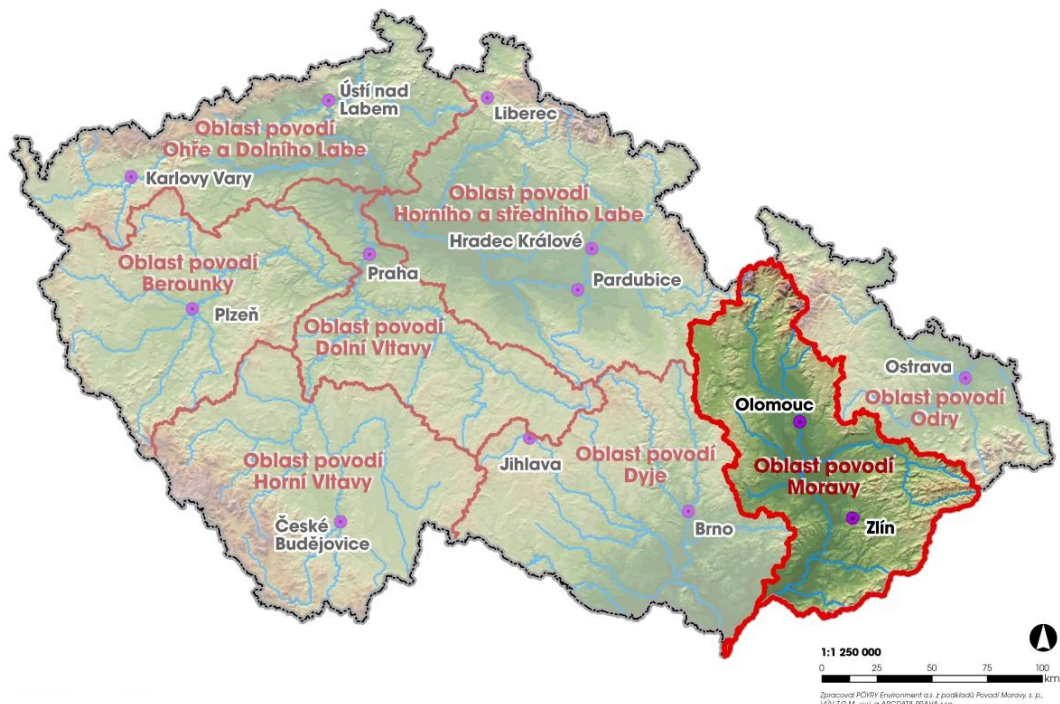 Ústí nad
Labem
Liberec
Oblast povodí
Ohře a Dolního Labe
Karlovy Vary
Oblast povodí
Horního a středního Labe
Hradec Králové
Oblast povodí
Berounky
Praha
Pardubice
Plzeň
Oblast povodí
Dolní Vltavy
Ostrava
Oblast povodí
Odry
Olomouc
Oblast povodí
Horní Vltavy
Jihlava
Oblast povodí
Dyje
Oblast povodí
Moravy
České
Budějovice
Brno
Zlín
1:1 250 000
0 25 50 75 100
km
Zpracoval PÖYRY Environment a.s. z podkladů Povodí Moravy, s. p.,
VÚV T.G.M., v.v.i. a ARCDATA PRAHA s.r.o.